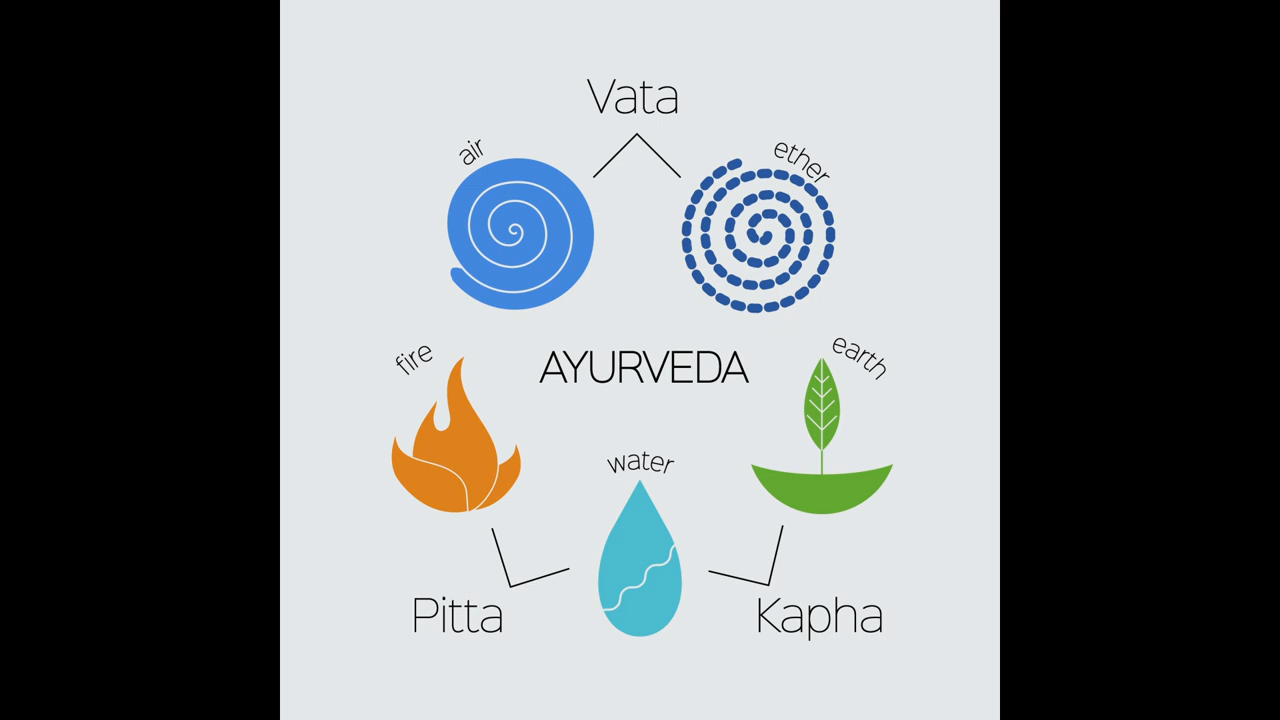 Vata
air
ether
fire
AYURVEDA
earth
water
Pitta
Kapha